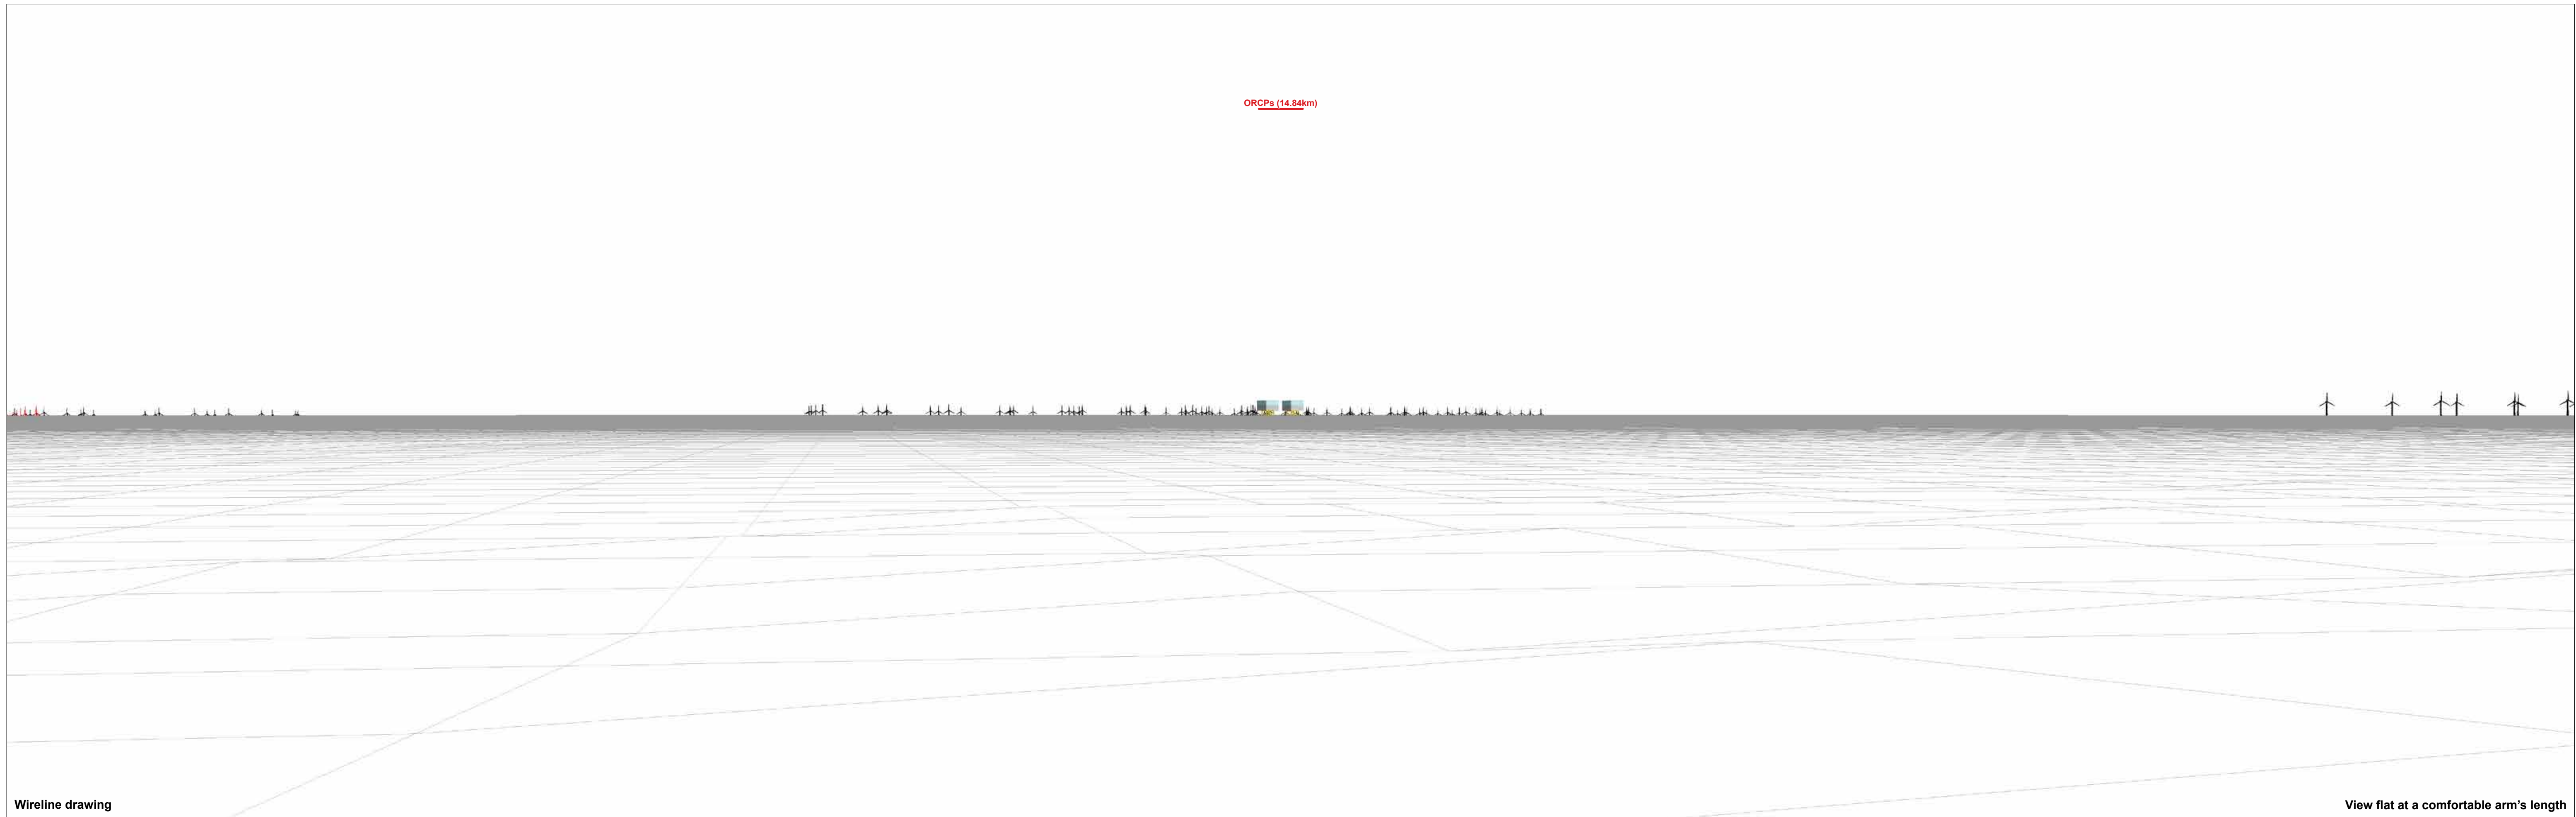 ORCPs (14.84km)
Wireline drawing
View flat at a comfortable arm's length